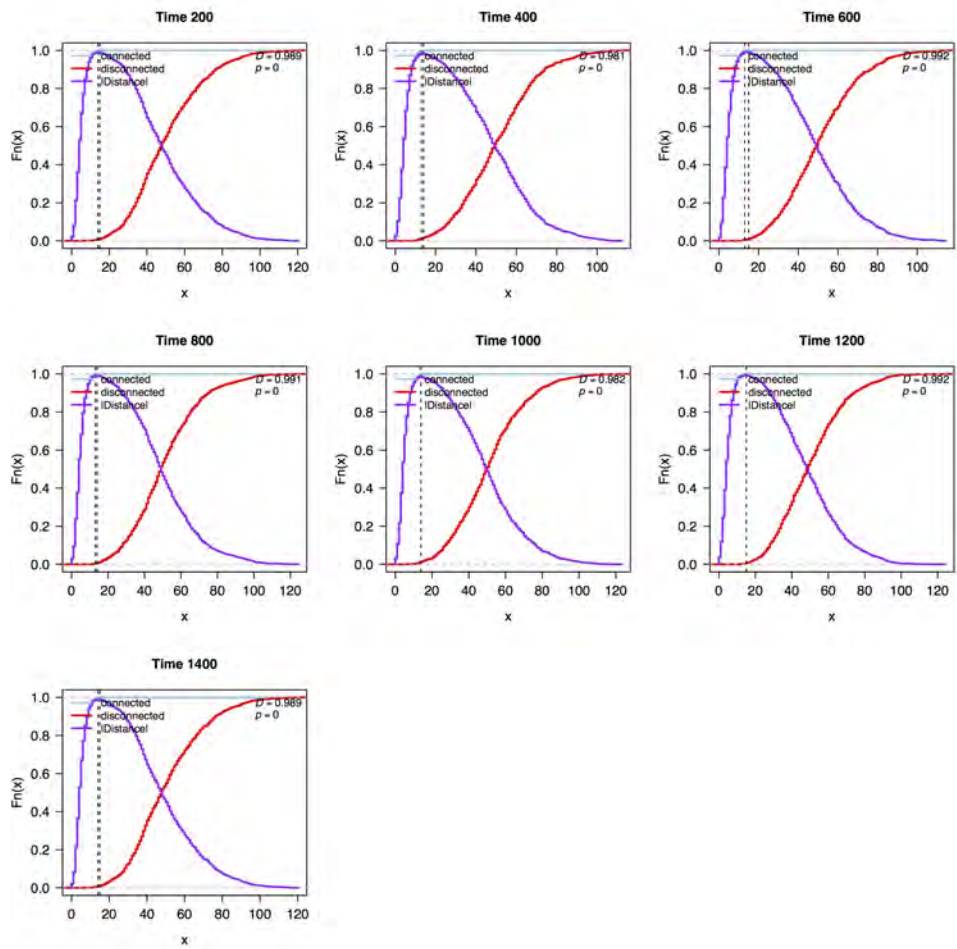 Time 200
Fn(x)
1.0
0.8
0.6
0.4
0.2
0.0
connected
disconnected
|Distance|
D = 0.989
p = 0
0 20 40 60 80 100 120
x
Time 400
Fn(x)
1.0
0.8
0.6
0.4
0.2
0.0
connected
disconnected
|Distance|
D = 0.981
p = 0
0 20 40 60 80 100
x
Time 600
Fn(x)
1.0
0.8
0.6
0.4
0.2
0.0
connected
disconnected
|Distance|
D = 0.992
p = 0
0 20 40 60 80 100
x
Time 800
Fn(x)
1.0
0.8
0.6
0.4
0.2
0.0
connected
disconnected
|Distance|
D = 0.991
p = 0
0 20 40 60 80 100 120
x
Time 1000
Fn(x)
1.0
0.8
0.6
0.4
0.2
0.0
connected
disconnected
|Distance|
D = 0.982
p = 0
0 20 40 60 80 100 120
x
Time 1200
Fn(x)
1.0
0.8
0.6
0.4
0.2
0.0
connected
disconnected
|Distance|
D = 0.992
p = 0
0 20 40 60 80 100 120
x
Time 1400
Fn(x)
1.0
0.8
0.6
0.4
0.2
0.0
connected
disconnected
|Distance|
D = 0.989
p = 0
0 20 40 60 80 100 120
x